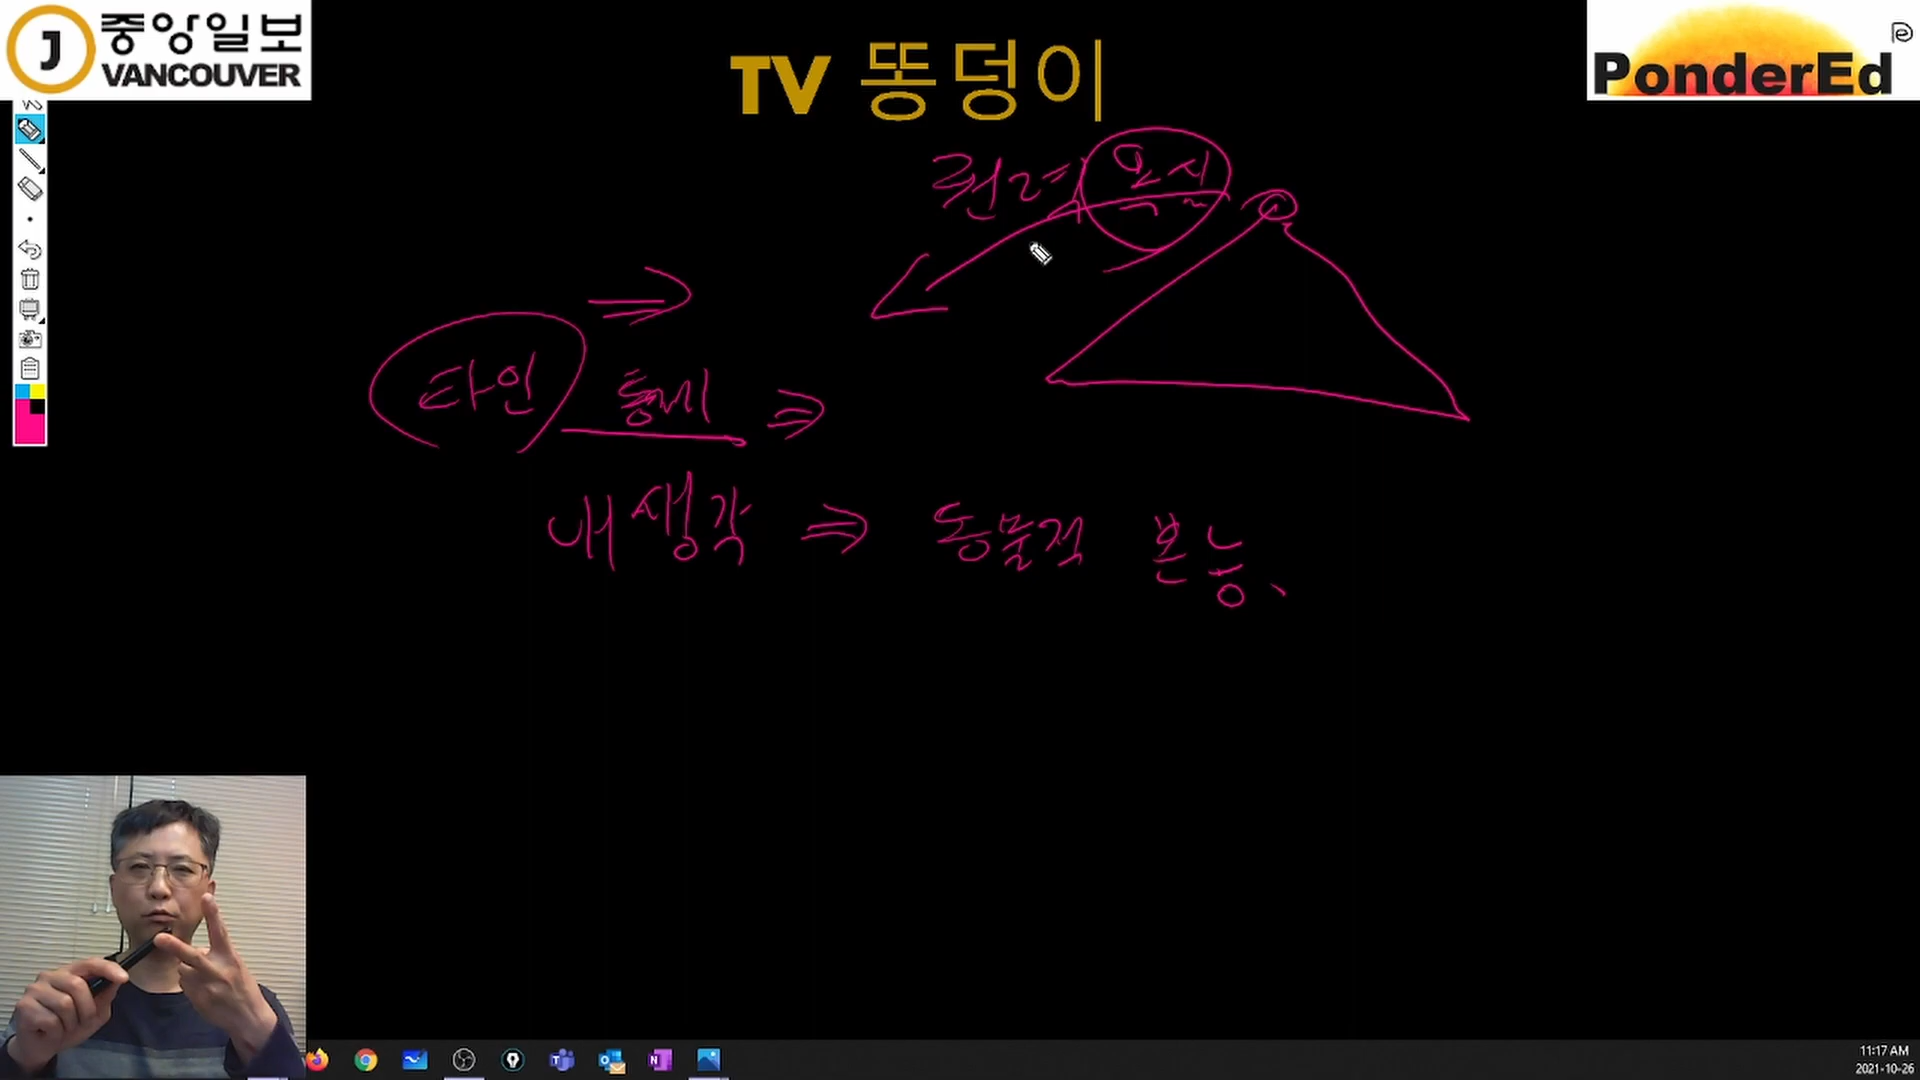 중앙일보
VANCOUVER
TV 똥덩이
PonderEd
권력 욕심
타인 통제 ⇒
내 생각 ⇒ 동물적 본능、
11:17 AM
2021-10-26